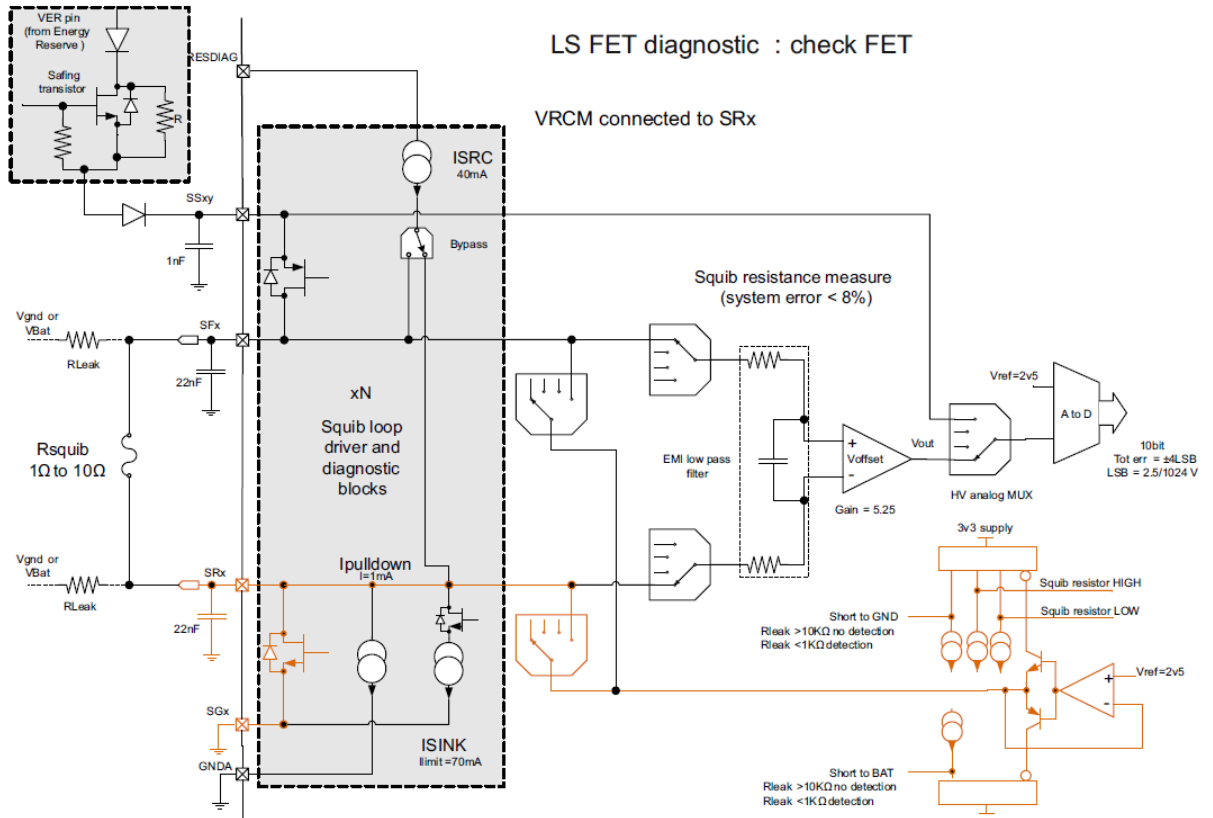 VER pin
(from Energy
Reserve )
Safing
transistor
R
RESDIAG
LS FET diagnostic : check FET
VRCM connected to SRx
ISRC
40mA
SSxy
1nF
Bypass
Squib resistance measure
(system error < 8%)
Vgnd or
VBat
SFx
RLeak
22nF
xN
Squib loop
driver and
diagnostic
blocks
Rsquib
1Ω to 10Ω
EMI low pass
filter
+
Voffset
-
Gain = 5.25
Vout
Vref=2v5
A to D
10bit
Tot err = ±4LSB
LSB = 2.5/1024 V
HV analog MUX
3v3 supply
Vgnd or
VBat
SRx
RLeak
22nF
Ipulldown
I=1mA
Squib resistor HIGH
Squib resistor LOW
Short to GND
Rleak >10KΩ no detection
Rleak <1KΩ detection
+
Vref=2v5
-
SGx
GNDA
ISINK
Ilimit =70mA
Short to BAT
Rleak >10KΩ no detection
Rleak <1KΩ detection